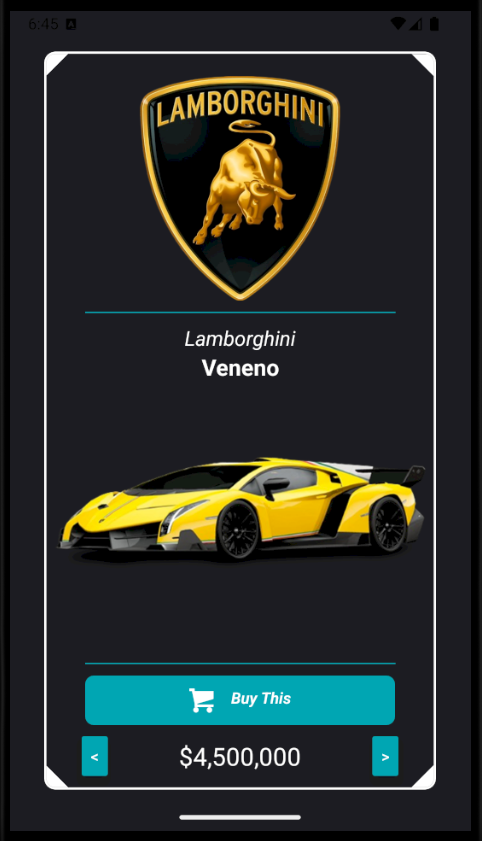 6:45 A
LAMBORGHINI
Lamborghini
Veneno
Buy This
< $4,500,000 >